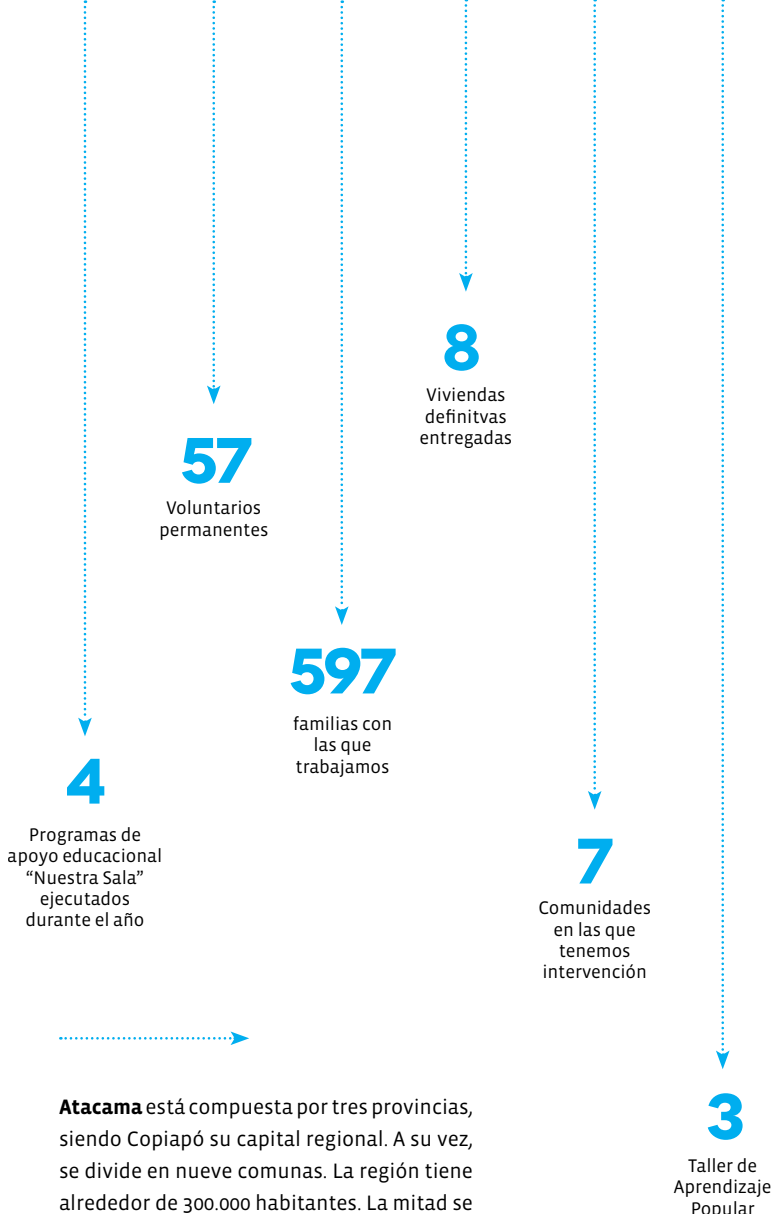 8
Viviendas
definitvas
entregadas
57
Voluntarios
permanentes
597
familias con
las que
trabajamos
4
Programas de
apoyo educacional
“Nuestra Sala”
ejecutados
durante el año
7
Comunidades
en las que
tenemos
intervención
Atacama está compuesta por tres provincias,
siendo Copiapó su capital regional. A su vez,
se divide en nueve comunas. La región tiene
alrededor de 300.000 habitantes. La mitad se
3
Taller de
Aprendizaje
Popular